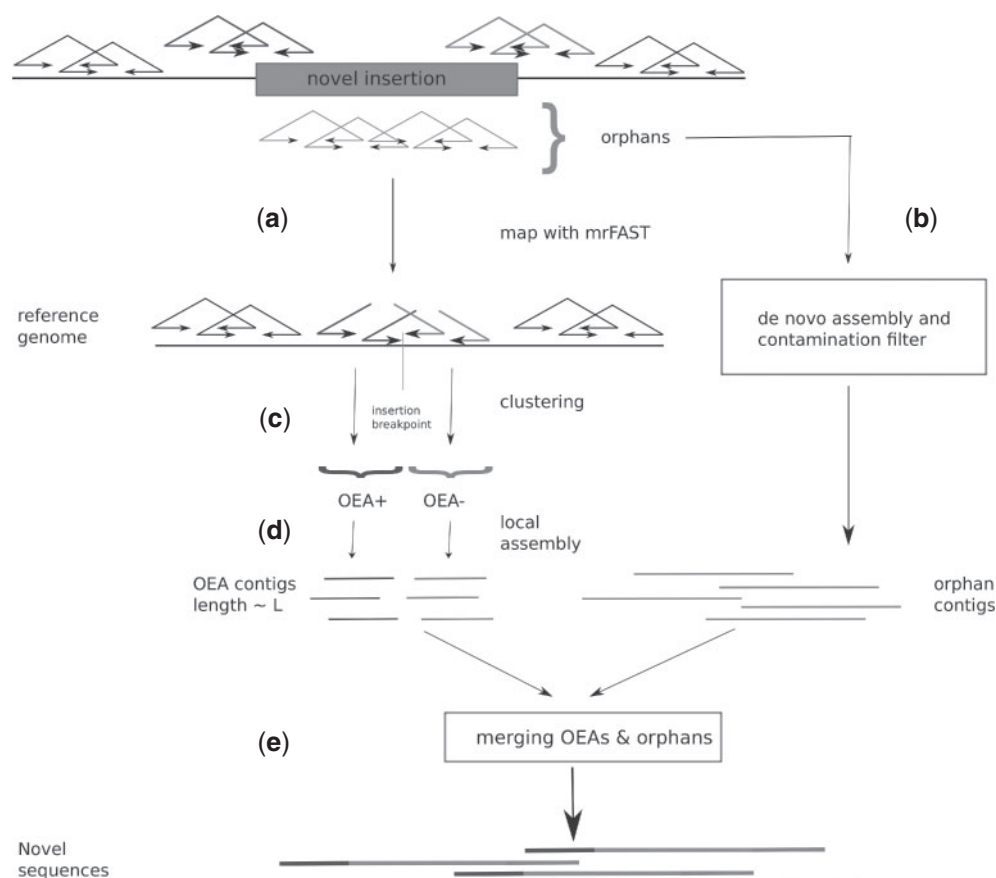 novel insertion
orphans
(a)
(b)
map with mrFAST
reference
genome
de novo assembly and
contamination filter
(c)
insertion
breakpoint
clustering
OEA+
OEA-
(d)
local
assembly
OEA contigs
length ~ L
orphan
contigs
(e)
merging OEAs & orphans
Novel
sequences